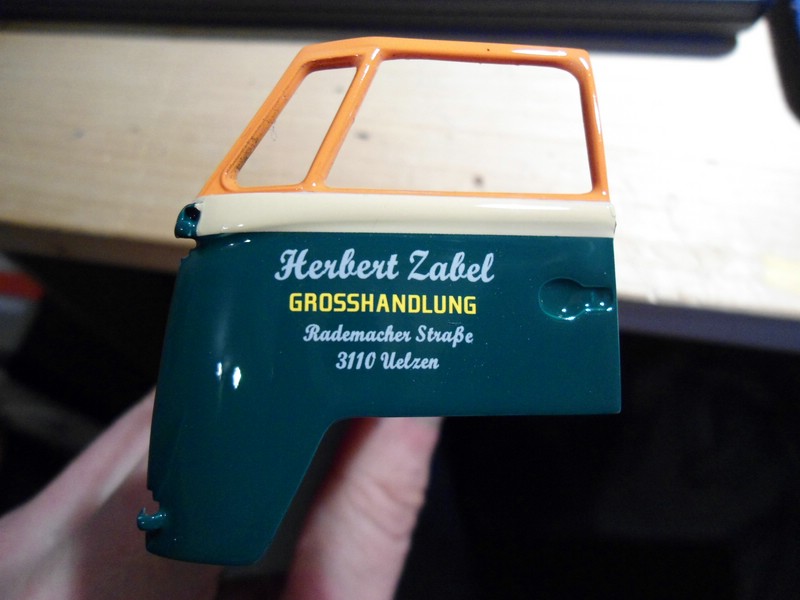 Herbert Zabel
GROSSHANDLUNG
Rademacher Straße
3110 Uelzen